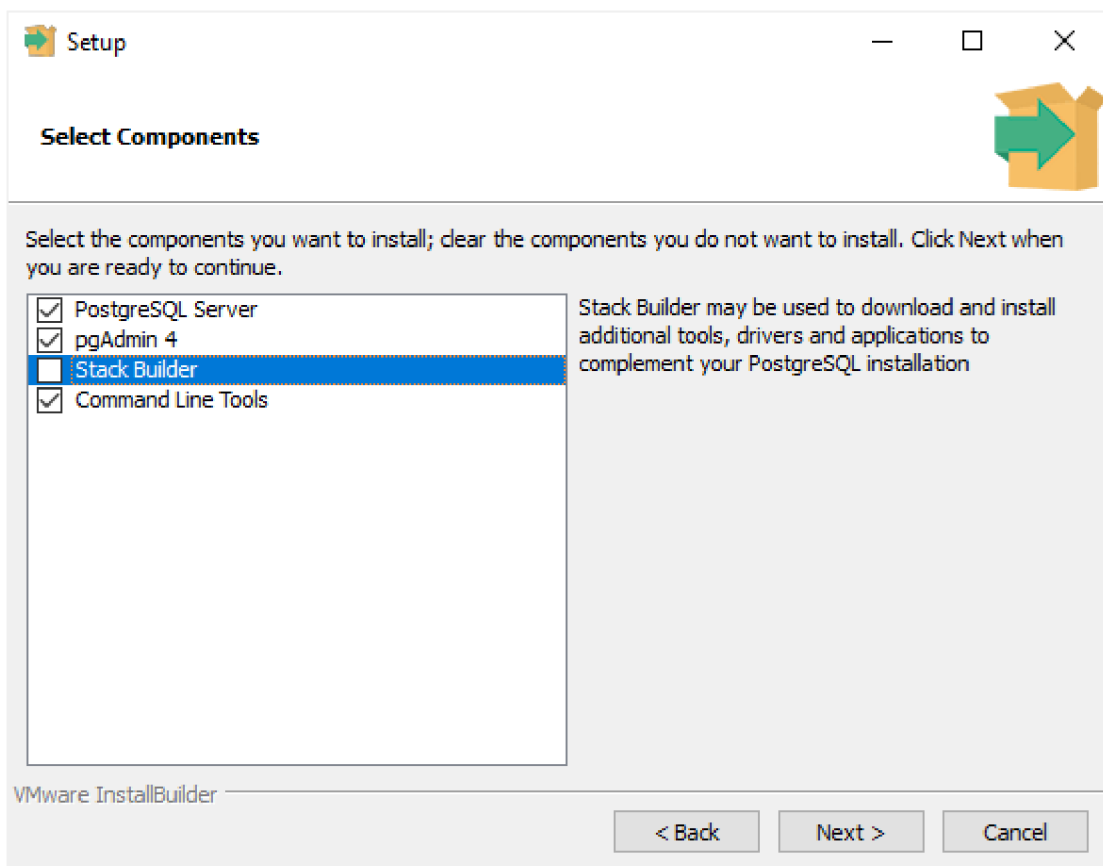 Setup
Select Components
Select the components you want to install; clear the components you do not want to install. Click Next when
you are ready to continue.
PostgreSQL Server
pgAdmin 4
Stack Builder
Command Line Tools
Stack Builder may be used to download and install
additional tools, drivers and applications to
complement your PostgreSQL installation
VMware InstallBuilder
< Back
Next >
Cancel